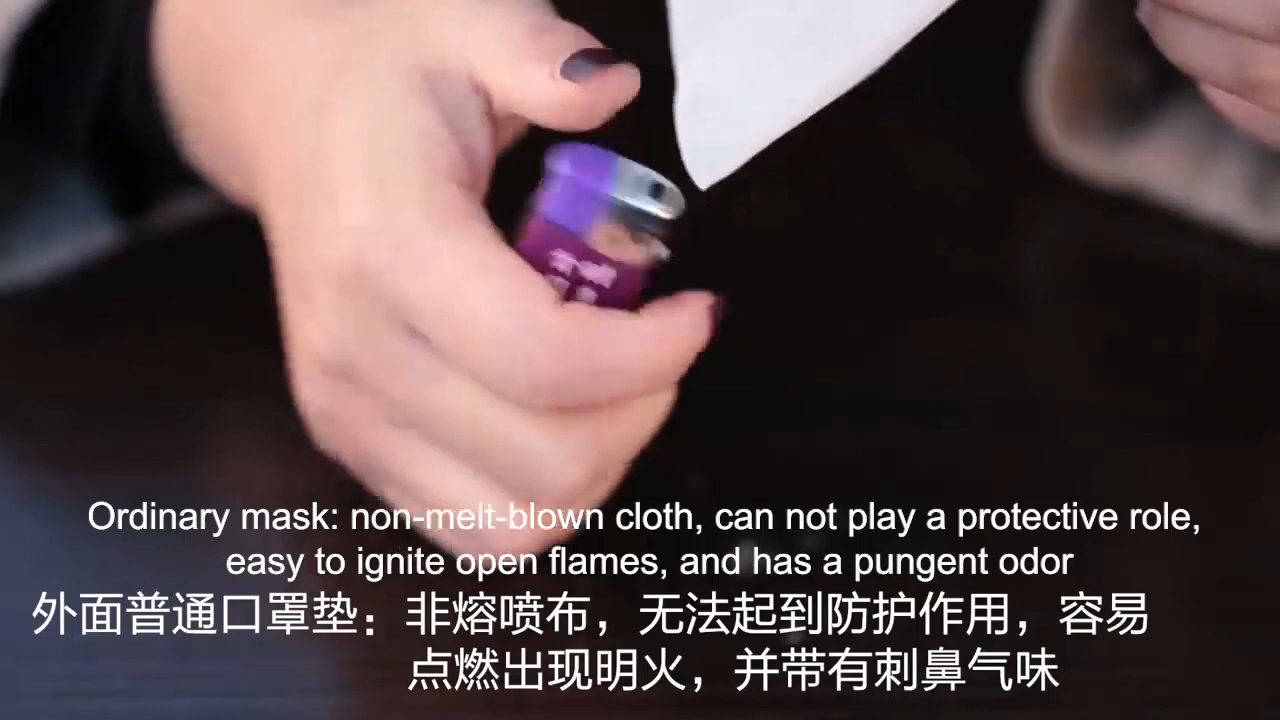 Ordinary mask: non-melt-blown cloth, can not play a protective role,
easy to ignite open flames, and has a pungent odor
外面普通口罩垫：非熔喷布，无法起到防护作用，容易
点燃出现明火，并带有刺鼻气味